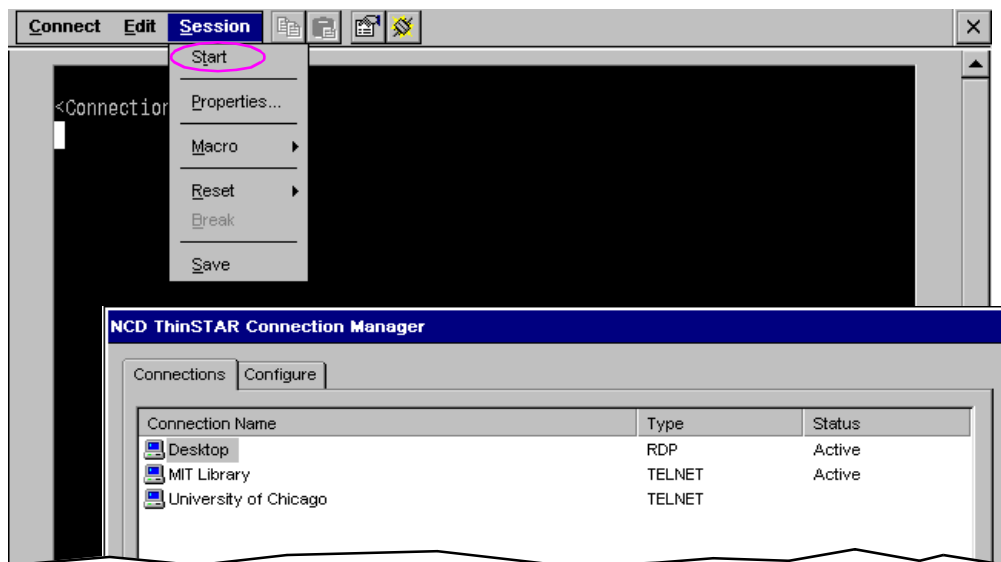 Connect Edit Session
Start
<Connection
Properties...
Macro
Reset
Break
Save
NCD ThinSTAR Connection Manager
Connections Configure
Connection Name Type Status
Desktop RDP Active
MIT Library TELNET Active
University of Chicago TELNET